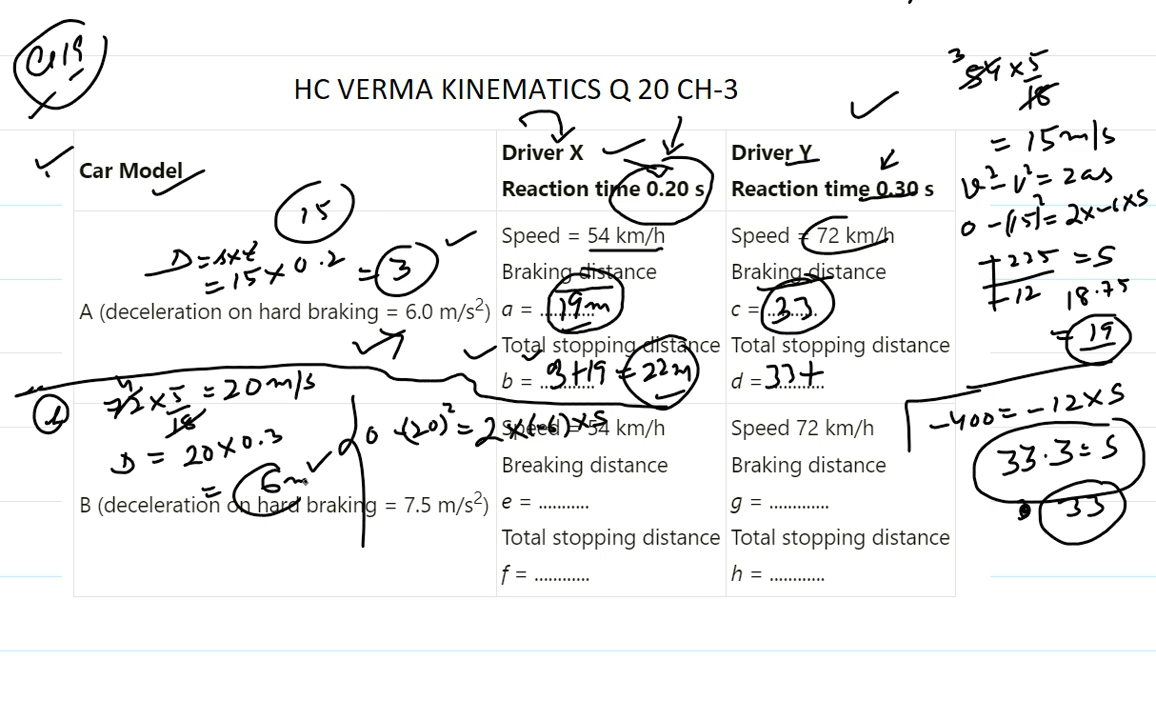 Q19
HC VERMA KINEMATICS Q 20 CH-3
Car Model
Driver X
Reaction time 0.20 s
Driver Y
Reaction time 0.30 s
15
D = s×t
= 15 × 0.2 = 3
A (deceleration on hard braking = 6.0 m/s²)
Speed = 54 km/h
Braking distance
a = ............ 19m
Total stopping distance
b = ............ 3+19 = 22m
Speed = 72 km/h
Braking distance
c = ............ 33
Total stopping distance
d = ............ 33+
72 × 5/18 = 20m/s
D = 20 × 0.3
= 6m
0 - (20)² = 2 × (-6) × s
B (deceleration on hard braking = 7.5 m/s²)
Speed = 54 km/h
Breaking distance
e = ...........
Total stopping distance
f = ............
Speed 72 km/h
Braking distance
g = .............
Total stopping distance
h = ............
3
54 × 5/18
= 15m/s
= 2as
0 - (15)² = 2×-6×S
+225 = S
+12
18.75
= 19
-400 = -12×S
33.3 = S
33